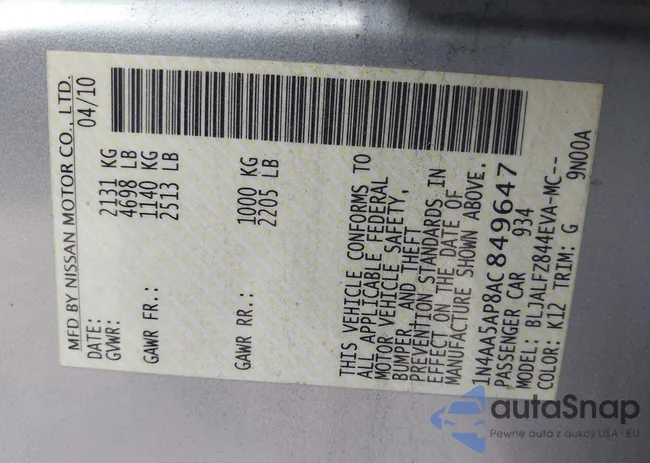 MFD BY NISSAN MOTOR CO., LTD.
DATE: 04/10
GVWR: 2131 KG
4698 LB
GAWR FR.: 1140 KG
2513 LB
GAWR RR.: 1000 KG
2205 LB
THIS VEHICLE CONFORMS TO
ALL APPLICABLE FEDERAL
MOTOR VEHICLE SAFETY,
BUMPER, AND THEFT
PREVENTION STANDARDS IN
EFFECT ON THE DATE OF
MANUFACTURE SHOWN ABOVE.
1N4AA5AP8AC849647
PASSENGER CAR 934
MODEL: BLJALFZ844EVA-MC--
COLOR: K12 TRIM: G 9N00A
autaSnap
Pewne auta z aukcji USA - EU